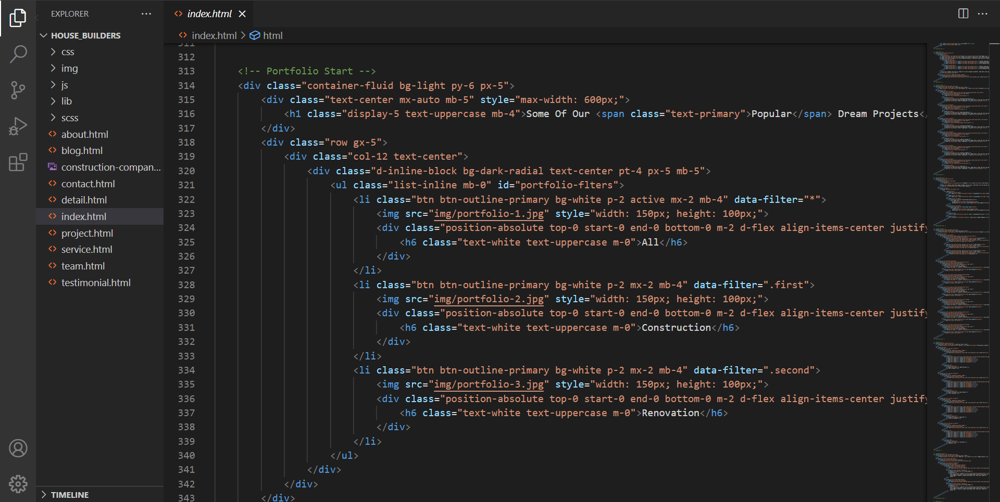 EXPLORER
HOUSE_BUILDERS
css
img
js
lib
scss
about.html
blog.html
construction-compan...
contact.html
detail.html
index.html
project.html
service.html
team.html
testimonial.html
TIMELINE
index.html
index.html > html
311
312
313 <!-- Portfolio Start -->
314 <div class="container-fluid bg-light py-6 px-5">
315 <div class="text-center mx-auto mb-5" style="max-width: 600px;">
316 <h1 class="display-5 text-uppercase mb-4">Some Of Our <span class="text-primary">Popular</span> Dream Projects</
317 </div>
318 <div class="row gx-5">
319 <div class="col-12 text-center">
320 <div class="d-inline-block bg-dark-radial text-center pt-4 px-5 mb-5">
321 <ul class="list-inline mb-0" id="portfolio-flters">
322 <li class="btn btn-outline-primary bg-white p-2 active mx-2 mb-4" data-filter="*">
323 <img src="img/portfolio-1.jpg" style="width: 150px; height: 100px;">
324 <div class="position-absolute top-0 start-0 end-0 bottom-0 m-2 d-flex align-items-center justify
325 <h6 class="text-white text-uppercase m-0">All</h6>
326 </div>
327 </li>
328 <li class="btn btn-outline-primary bg-white p-2 mx-2 mb-4" data-filter=".first">
329 <img src="img/portfolio-2.jpg" style="width: 150px; height: 100px;">
330 <div class="position-absolute top-0 start-0 end-0 bottom-0 m-2 d-flex align-items-center justify
331 <h6 class="text-white text-uppercase m-0">Construction</h6>
332 </div>
333 </li>
334 <li class="btn btn-outline-primary bg-white p-2 mx-2 mb-4" data-filter=".second">
335 <img src="img/portfolio-3.jpg" style="width: 150px; height: 100px;">
336 <div class="position-absolute top-0 start-0 end-0 bottom-0 m-2 d-flex align-items-center justify
337 <h6 class="text-white text-uppercase m-0">Renovation</h6>
338 </div>
339 </li>
340 </ul>
341 </div>
342 </div>
343 </div>